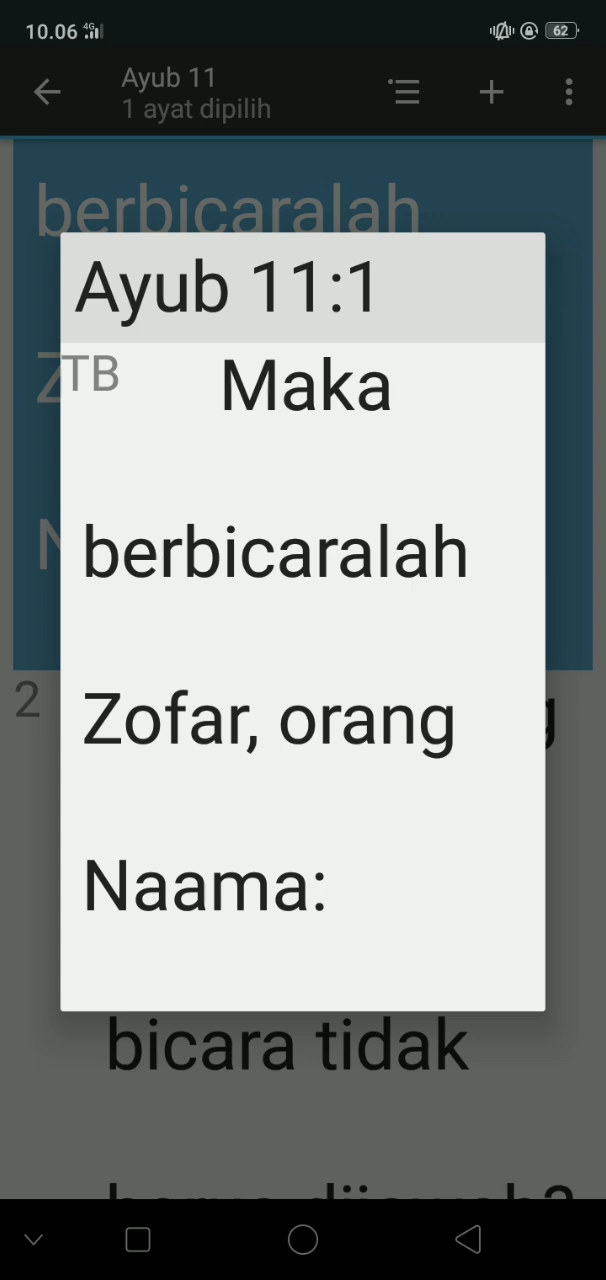 10.06 4G 62
Ayub 11
1 ayat dipilih
berbicaralah
Ayub 11:1
TB Maka
berbicaralah
Zofar, orang
Naama:
2
bicara tidak